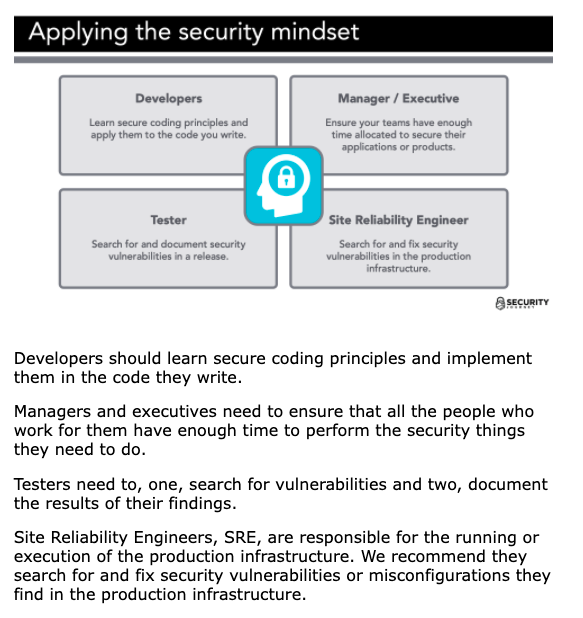 Applying the security mindset
Developers
Learn secure coding principles and
apply them to the code you write.
Manager / Executive
Ensure your teams have enough
time allocated to secure their
applications or products.
Tester
Search for and document security
vulnerabilities in a release.
Site Reliability Engineer
Search for and fix security
vulnerabilities in the production
infrastructure.
SECURITY
JOURNEY
Developers should learn secure coding principles and implement
them in the code they write.
Managers and executives need to ensure that all the people who
work for them have enough time to perform the security things
they need to do.
Testers need to, one, search for vulnerabilities and two, document
the results of their findings.
Site Reliability Engineers, SRE, are responsible for the running or
execution of the production infrastructure. We recommend they
search for and fix security vulnerabilities or misconfigurations they
find in the production infrastructure.